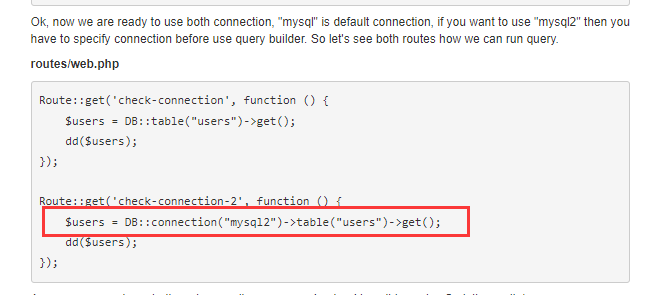 Ok, now we are ready to use both connection, "mysql" is default connection, if you want to use "mysql2" then you
have to specify connection before use query builder. So let's see both routes how we can run query.
routes/web.php
Route::get('check-connection', function () {
    $users = DB::table("users")->get();
    dd($users);
});
Route::get('check-connection-2', function () {
    $users = DB::connection("mysql2")->table("users")->get();
    dd($users);
});